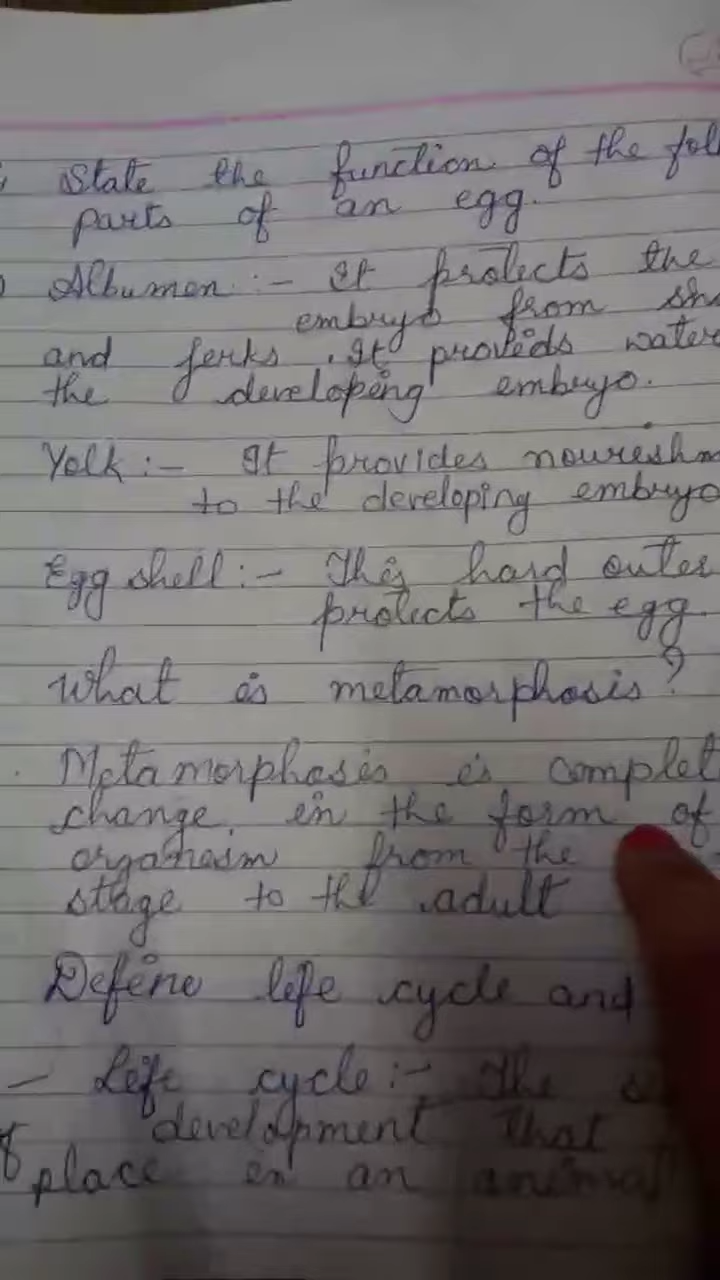 State the function of the fol
parts of an egg.
Albumen :- It protects the
embryo from sh
and jerks. It proveds water
the developing embryo.
Yolk :- It provides nourishm
to the developing embryo
Egg shell :- This hard outer
protects the egg.
What is metamorphosis?
Metamorphosis is complet
change in the form of
organism from the
stage to the adult
Define life cycle and
- Life cycle :- The
development that
place in an animal